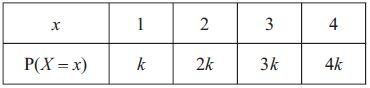 x 1 2 3 4
P(X = x) k 2k 3k 4k